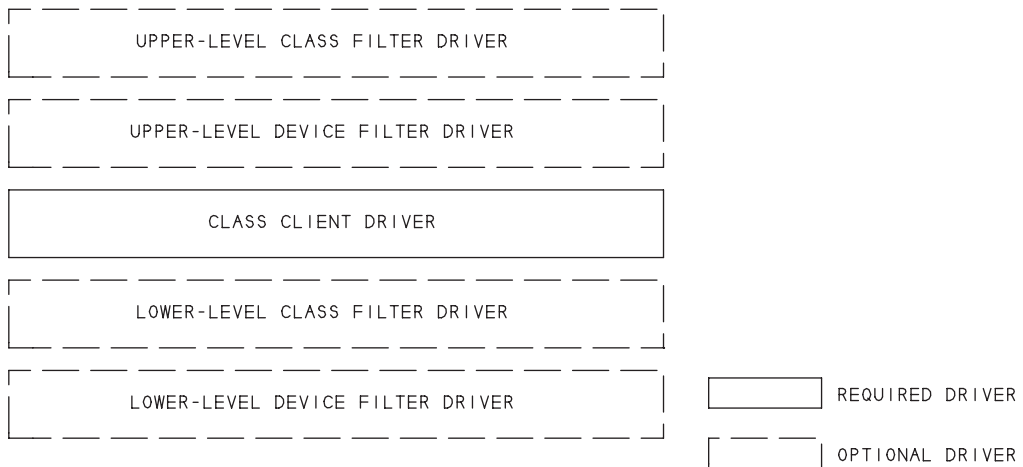 UPPER-LEVEL CLASS FILTER DRIVER
UPPER-LEVEL DEVICE FILTER DRIVER
CLASS CLIENT DRIVER
LOWER-LEVEL CLASS FILTER DRIVER
LOWER-LEVEL DEVICE FILTER DRIVER
REQUIRED DRIVER
OPTIONAL DRIVER